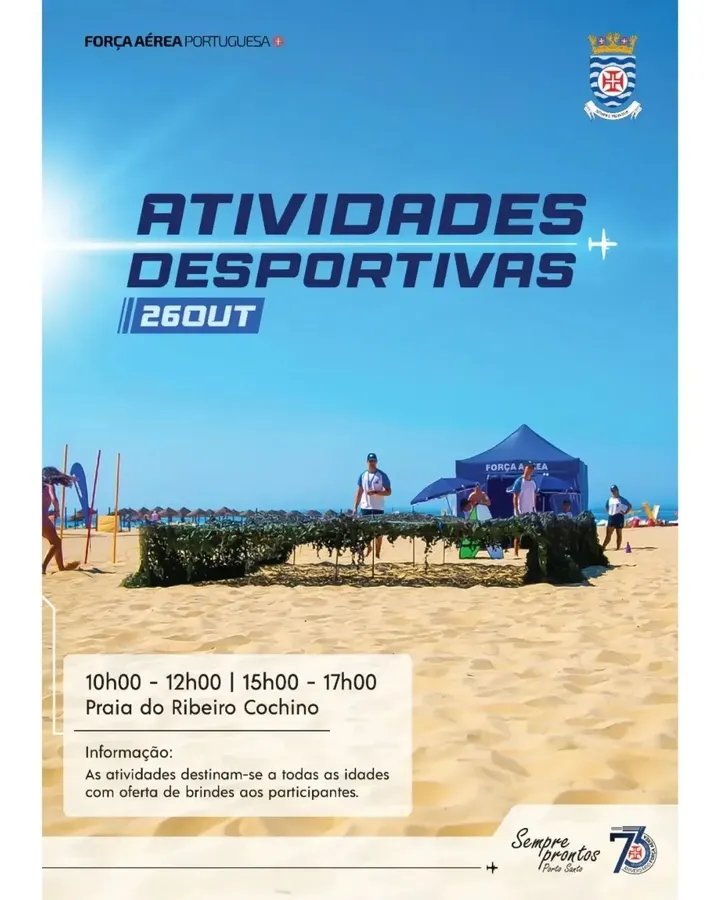 FORÇA AÉREA PORTUGUESA
ATIVIDADES
DESPORTIVAS
26OUT
FORÇA AÉREA
10h00 - 12h00 | 15h00 - 17h00
Praia do Ribeiro Cochino
Informação:
As atividades destinam-se a todas as idades
com oferta de brindes aos participantes.
Sempre
prontos
Porto Santo
73